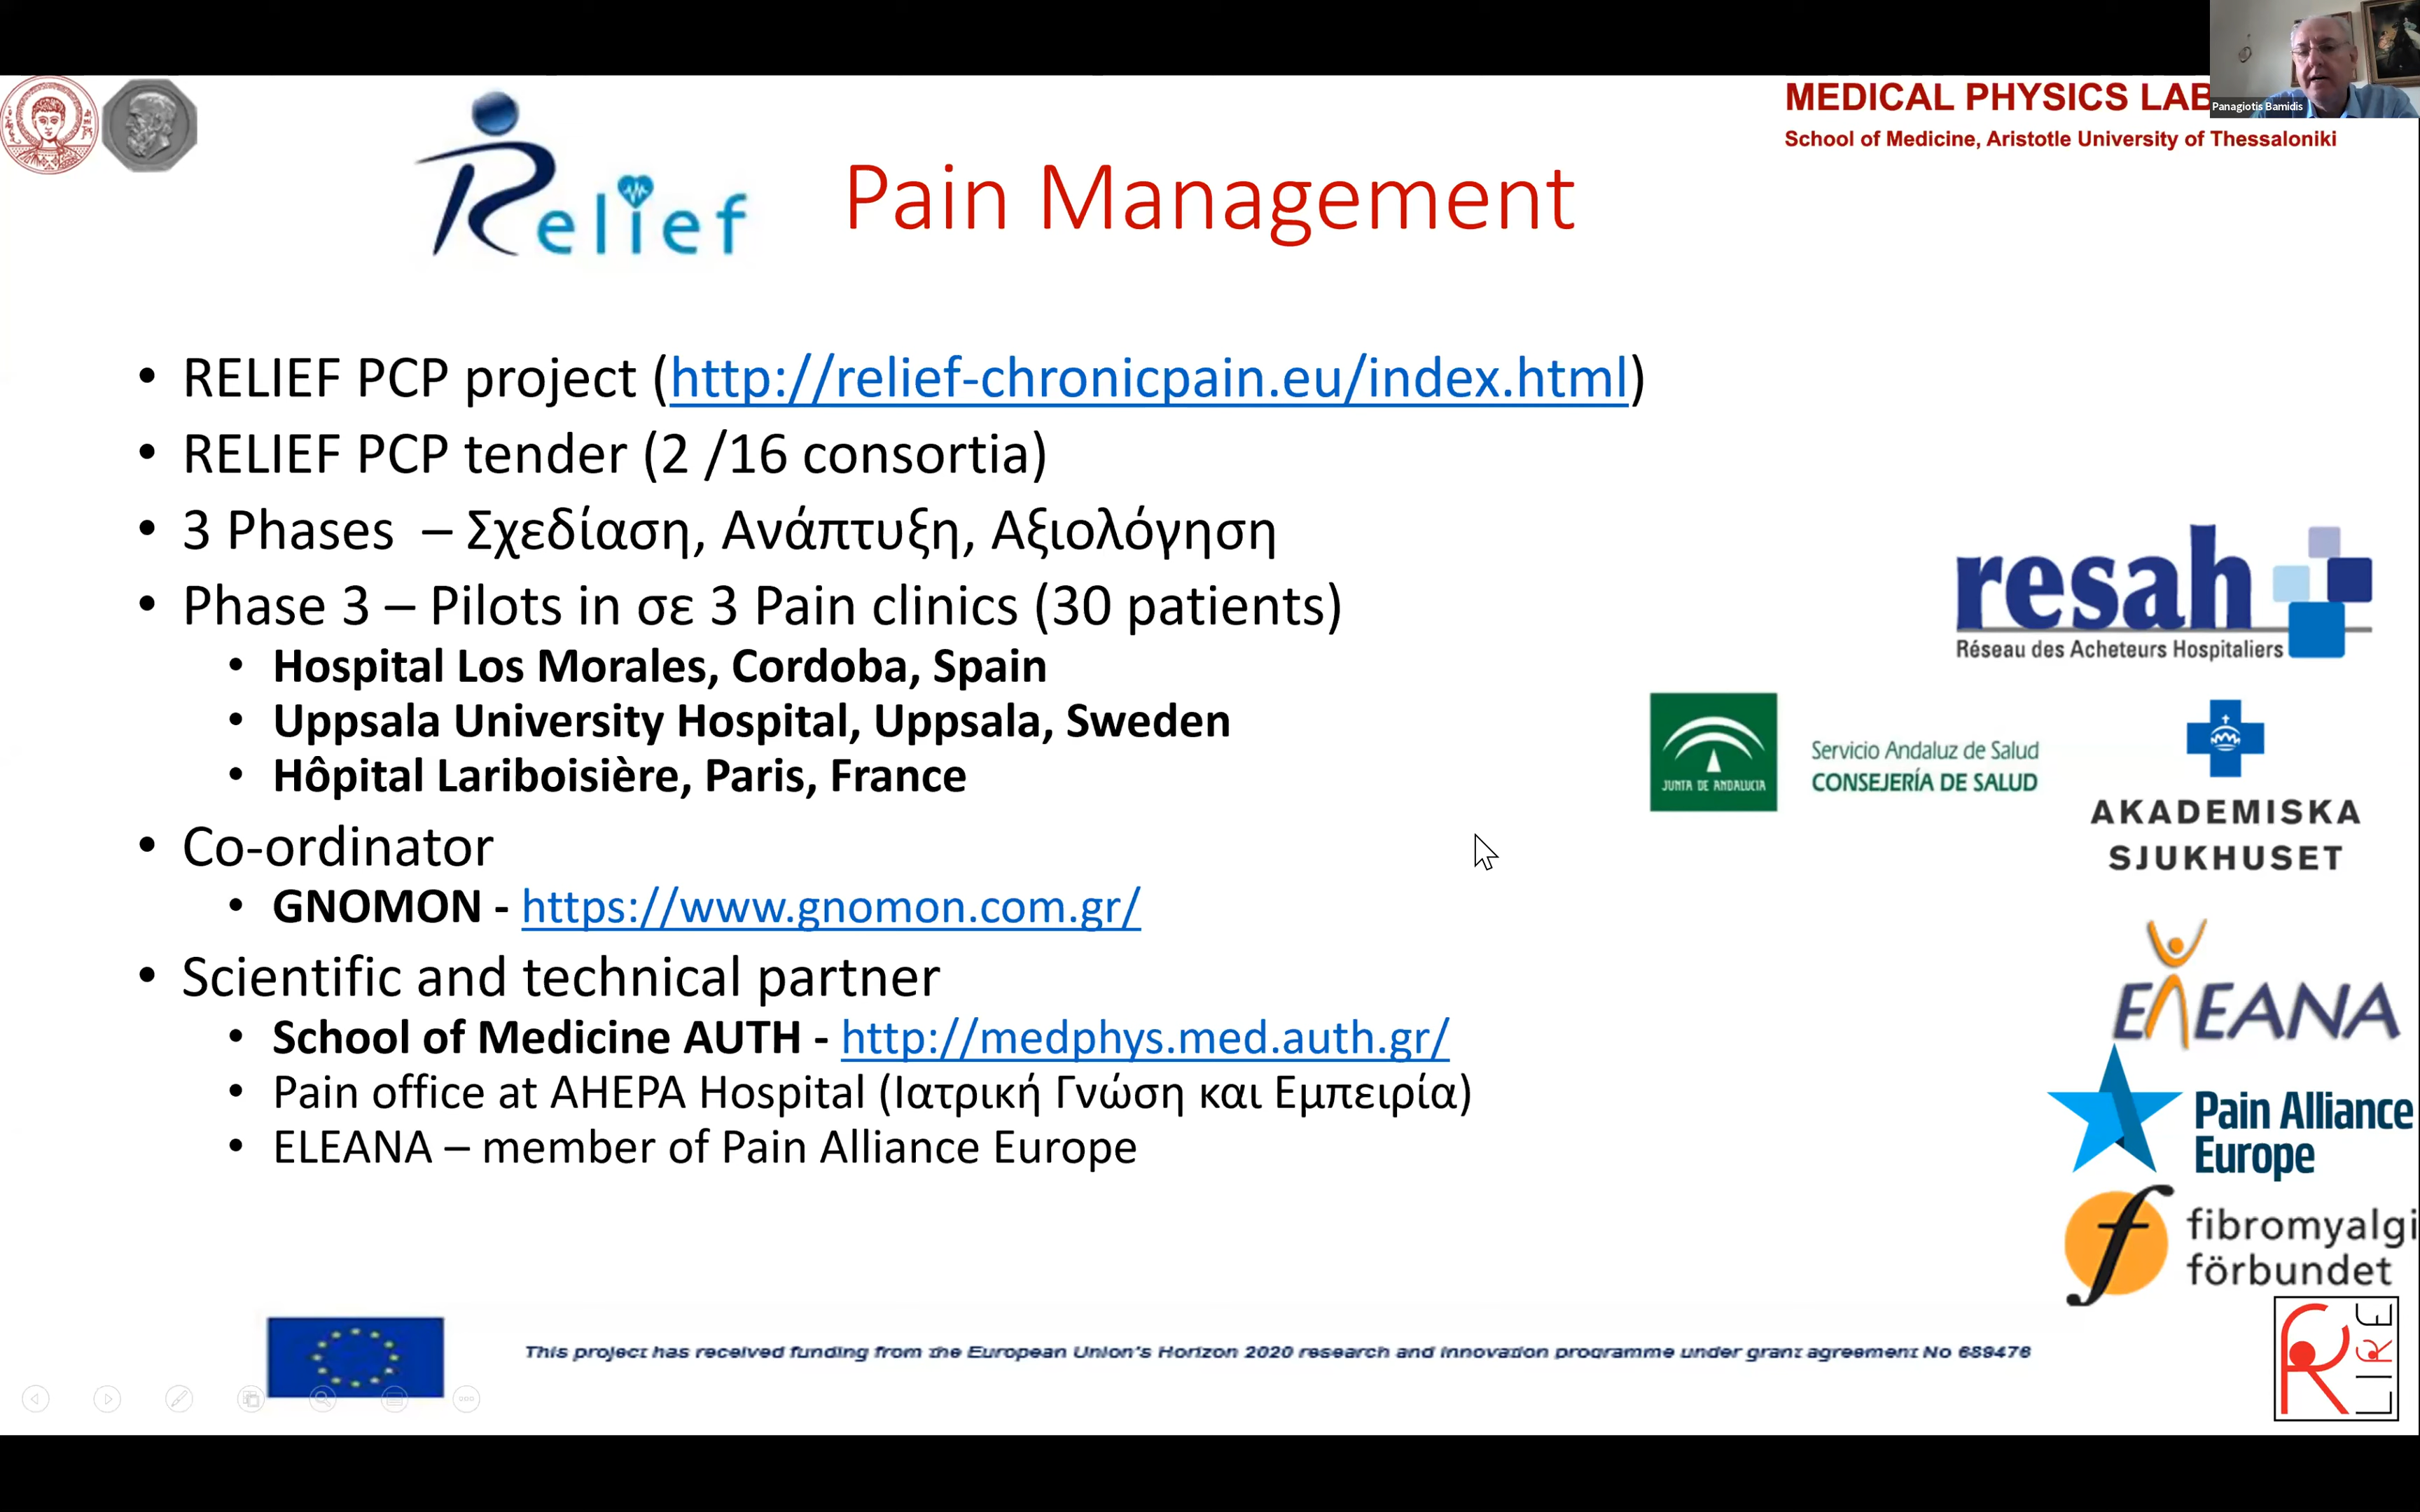 MEDICAL PHYSICS LAB
Panagiotis Bamidis
School of Medicine, Aristotle University of Thessaloniki
Relief
Pain Management
• RELIEF PCP project (http://relief-chronicpain.eu/index.html)
• RELIEF PCP tender (2 /16 consortia)
• 3 Phases – Σχεδίαση, Ανάπτυξη, Αξιολόγηση
• Phase 3 – Pilots in σε 3 Pain clinics (30 patients)
• Hospital Los Morales, Cordoba, Spain
• Uppsala University Hospital, Uppsala, Sweden
• Hôpital Lariboisière, Paris, France
• Co-ordinator
• GNOMON - https://www.gnomon.com.gr/
• Scientific and technical partner
• School of Medicine AUTH - http://medphys.med.auth.gr/
• Pain office at AHEPA Hospital (Ιατρική Γνώση και Εμπειρία)
• ELEANA – member of Pain Alliance Europe
resah
Réseau des Acheteurs Hospitaliers
JUNTA DE ANDALUCIA
Servicio Andaluz de Salud
CONSEJERÍA DE SALUD
AKADEMISKA
SJUKHUSET
EΛEANA
Pain Alliance
Europe
fibromyalgi
förbundet
This project has received funding from the European Union's Horizon 2020 research and innovation programme under grant agreement No 689476
LIRE